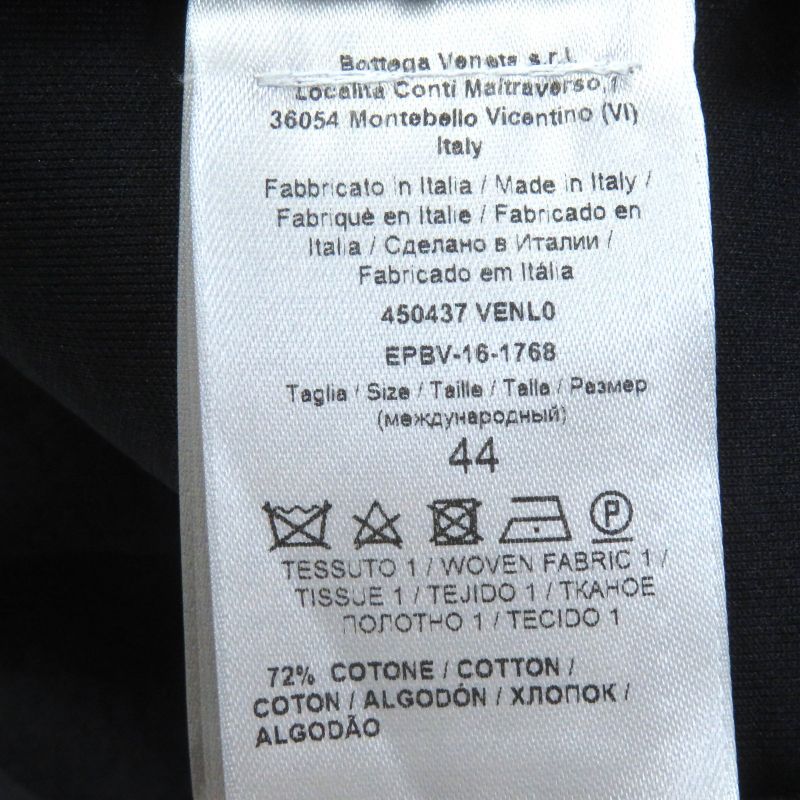 Bottega Veneta s.r.l.
Località Conti Maltraverso,1
36054 Montebello Vicentino (VI)
Italy
Fabbricato in Italia / Made in Italy /
Fabriqué en Italie / Fabricado en
Italia / Сделано в Италии /
Fabricado em Itália
450437 VENL0
EPBV-16-1768
Taglia / Size / Taille / Talla / Размер
(международный)
44
P
TESSUTO 1 / WOVEN FABRIC 1 /
TISSUE 1 / TEJIDO 1 / ТКАНОЕ
ПОЛОТНО 1 / TECIDO 1
72% COTONE / COTTON /
COTON / ALGODÓN / ХЛОПОК /
ALGODÃO